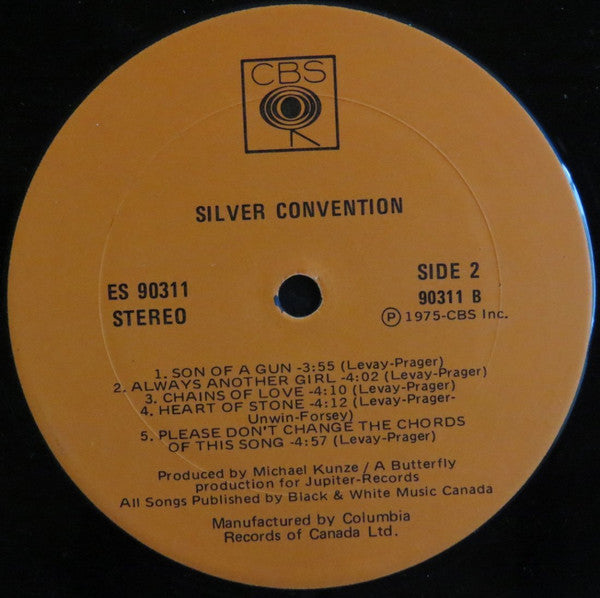 CBS
SILVER CONVENTION
ES 90311
STEREO
SIDE 2
90311 B
Ⓟ 1975-CBS Inc.
1. SON OF A GUN -3:55 (Levay-Prager)
2. ALWAYS ANOTHER GIRL -4:02 (Levay-Prager)
3. CHAINS OF LOVE -4:10 (Levay-Prager)
4. HEART OF STONE -4:12 (Levay-Prager-
Unwin-Forsey)
5. PLEASE DON'T CHANGE THE CHORDS
OF THIS SONG -4:57 (Levay-Prager)
Produced by Michael Kunze / A Butterfly
production for Jupiter-Records
All Songs Published by Black & White Music Canada
Manufactured by Columbia
Records of Canada Ltd.